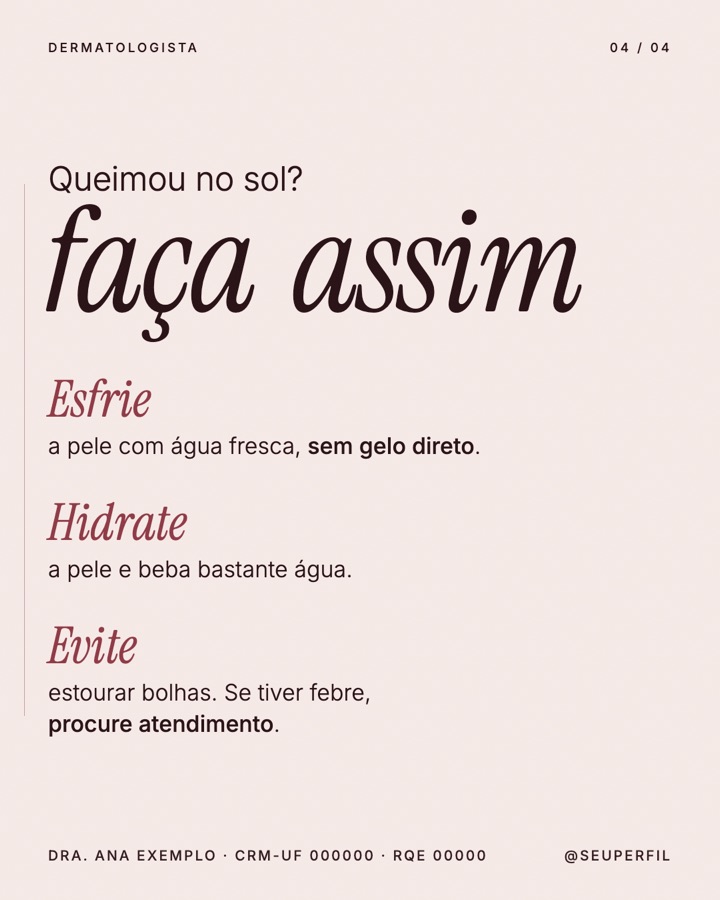 DERMATOLOGISTA
04 / 04
Queimou no sol?
faça assim
Esfrie
a pele com água fresca, sem gelo direto.
Hidrate
a pele e beba bastante água.
Evite
estourar bolhas. Se tiver febre,
procure atendimento.
DRA. ANA EXEMPLO · CRM-UF 000000 · RQE 00000
@SEUPERFIL